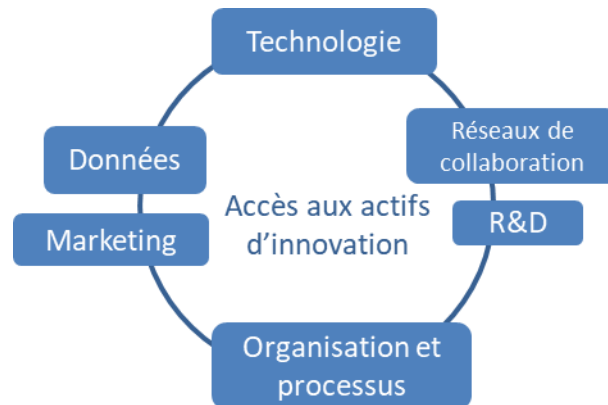 Technologie
Réseaux de
collaboration
Données
Accès aux actifs
d'innovation
Marketing
R&D
Organisation et
processus